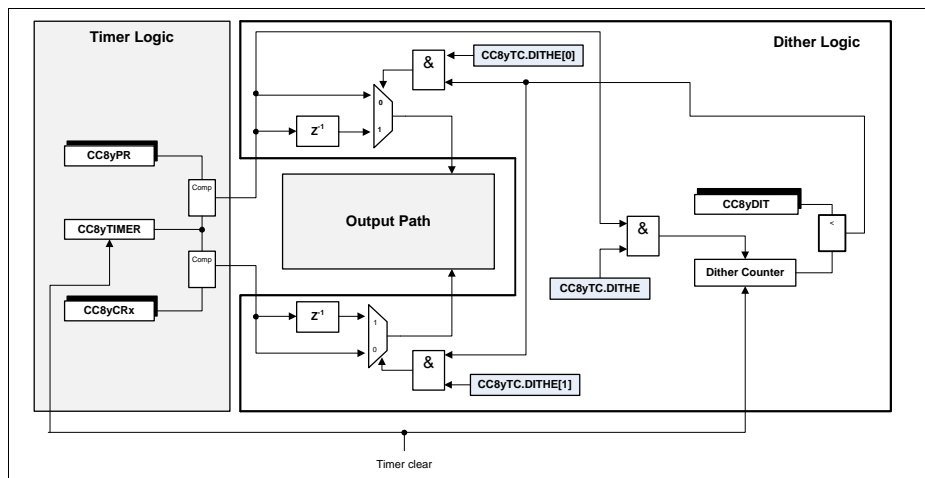 Timer Logic
Dither Logic
CC8yTC.DITHE[0]
&
0
1
Z-1
CC8yPR
Comp
CC8yTIMER
Output Path
CC8yDIT
<
&
Comp
CC8yTC.DITHE
Dither Counter
CC8yCRx
Z-1
1
0
&
CC8yTC.DITHE[1]
Timer clear